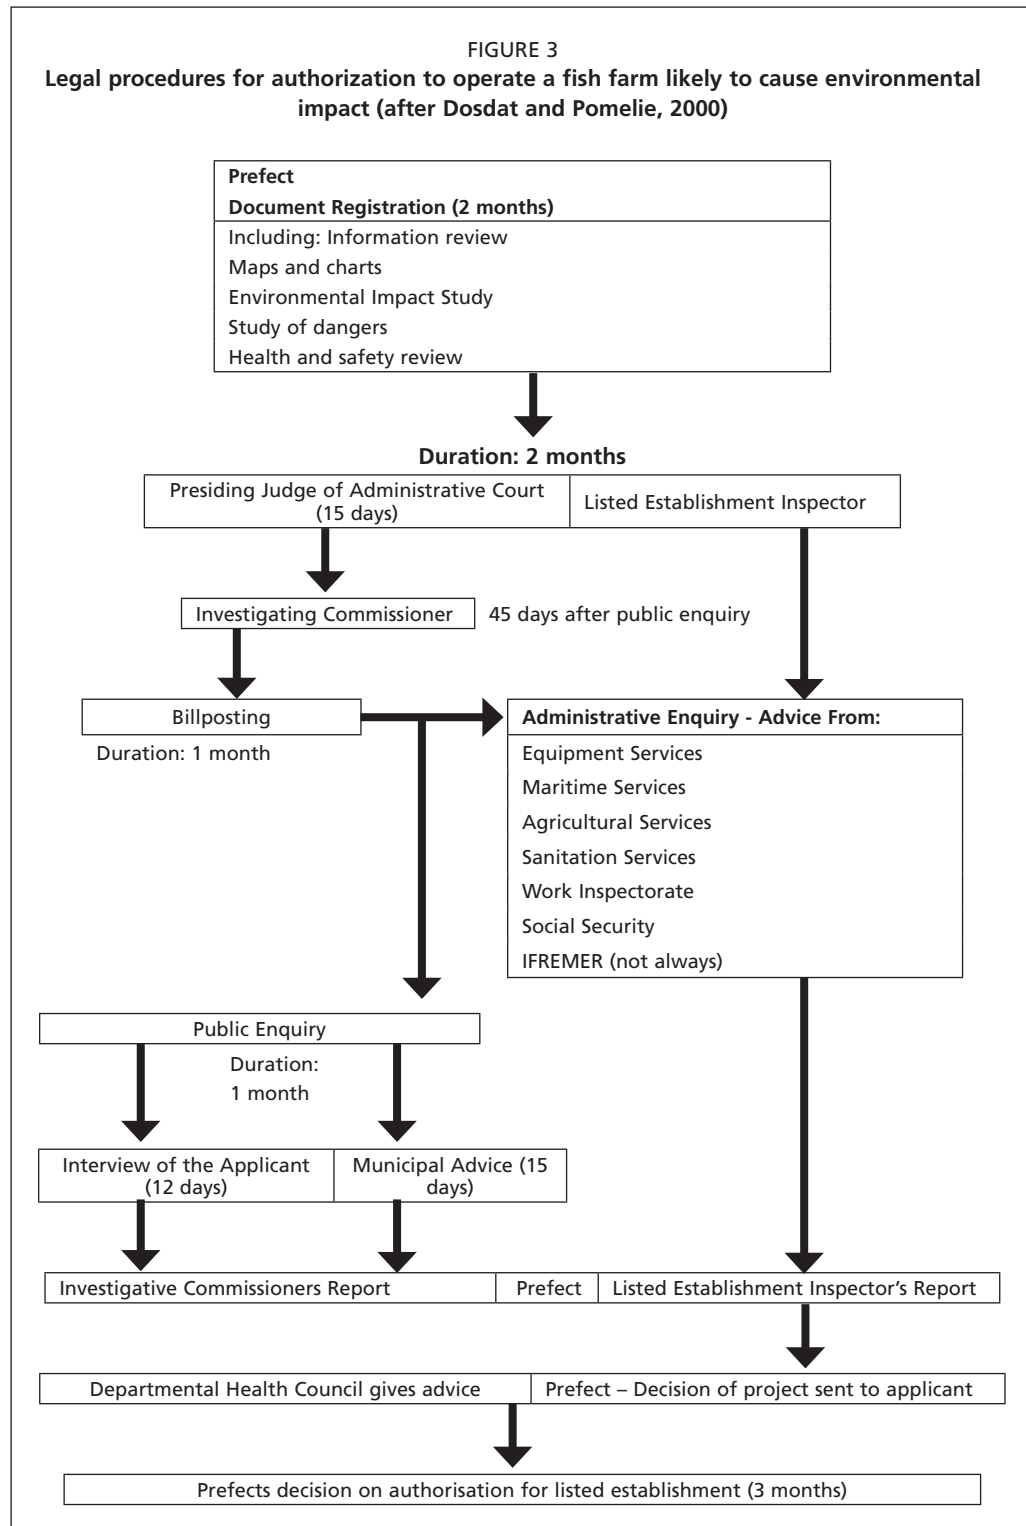 FIGURE 3
Legal procedures for authorization to operate a fish farm likely to cause environmental
impact (after Dosdat and Pomelie, 2000)
Prefect
Document Registration (2 months)
Including: Information review
Maps and charts
Environmental Impact Study
Study of dangers
Health and safety review
Duration: 2 months
Presiding Judge of Administrative Court
(15 days)
Listed Establishment Inspector
Investigating Commissioner
45 days after public enquiry
Billposting
Duration: 1 month
Administrative Enquiry - Advice From:
Equipment Services
Maritime Services
Agricultural Services
Sanitation Services
Work Inspectorate
Social Security
IFREMER (not always)
Public Enquiry
Duration:
1 month
Interview of the Applicant
(12 days)
Municipal Advice (15
days)
Investigative Commissioners Report
Prefect
Listed Establishment Inspector's Report
Departmental Health Council gives advice
Prefect – Decision of project sent to applicant
Prefects decision on authorisation for listed establishment (3 months)